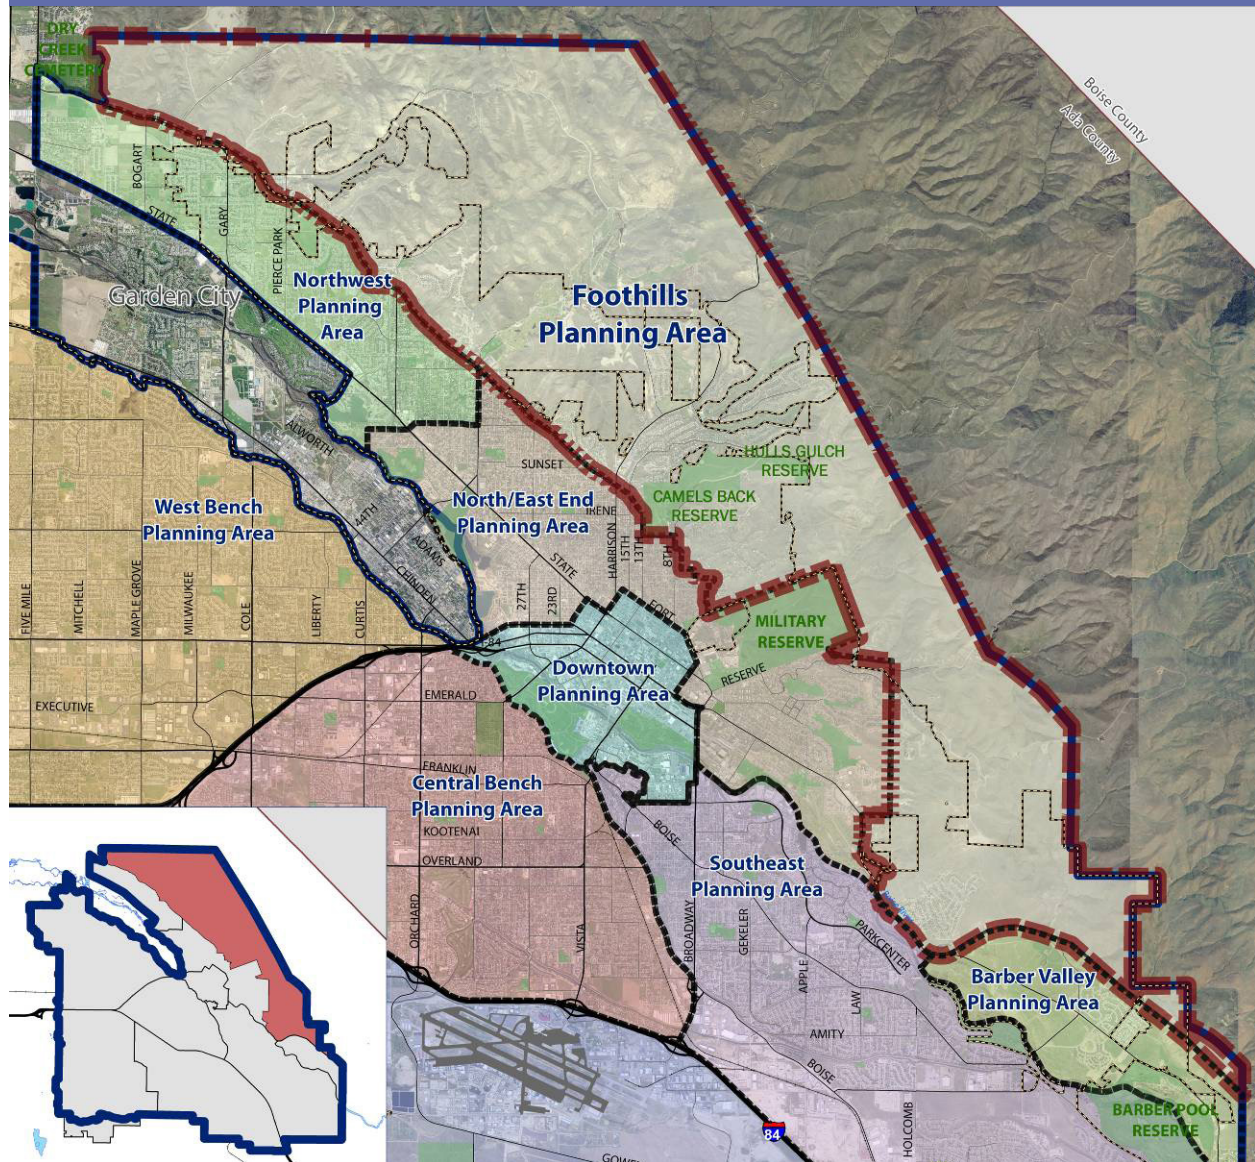 DRY
CREEK
CEMETERY
Boise County
Ada County
BOGART
STATE
GARY
PIERCE PARK
Garden City
Northwest
Planning
Area
Foothills
Planning Area
ALWORTH
SUNSET
HULLS GULCH
RESERVE
CAMELS BACK
RESERVE
West Bench
Planning Area
North/East End
Planning Area
IRENE
44TH
ADAMS
CHINDEN
STATE
HARRISON
15TH
13TH
8TH
27TH
23RD
FORT
FIVE MILE
MITCHELL
MAPLE GROVE
MILWAUKEE
COLE
LIBERTY
CURTIS
I-84
MILITARY
RESERVE
Downtown
Planning Area
RESERVE
EMERALD
EXECUTIVE
FRANKLIN
Central Bench
Planning Area
KOOTENAI
OVERLAND
BOISE
Southeast
Planning Area
ORCHARD
VISTA
BROADWAY
GEKELER
APPLE
LAW
PARKCENTER
Barber Valley
Planning Area
AMITY
BOISE
HOLCOMB
BARBER POOL
RESERVE
84
GOWEN